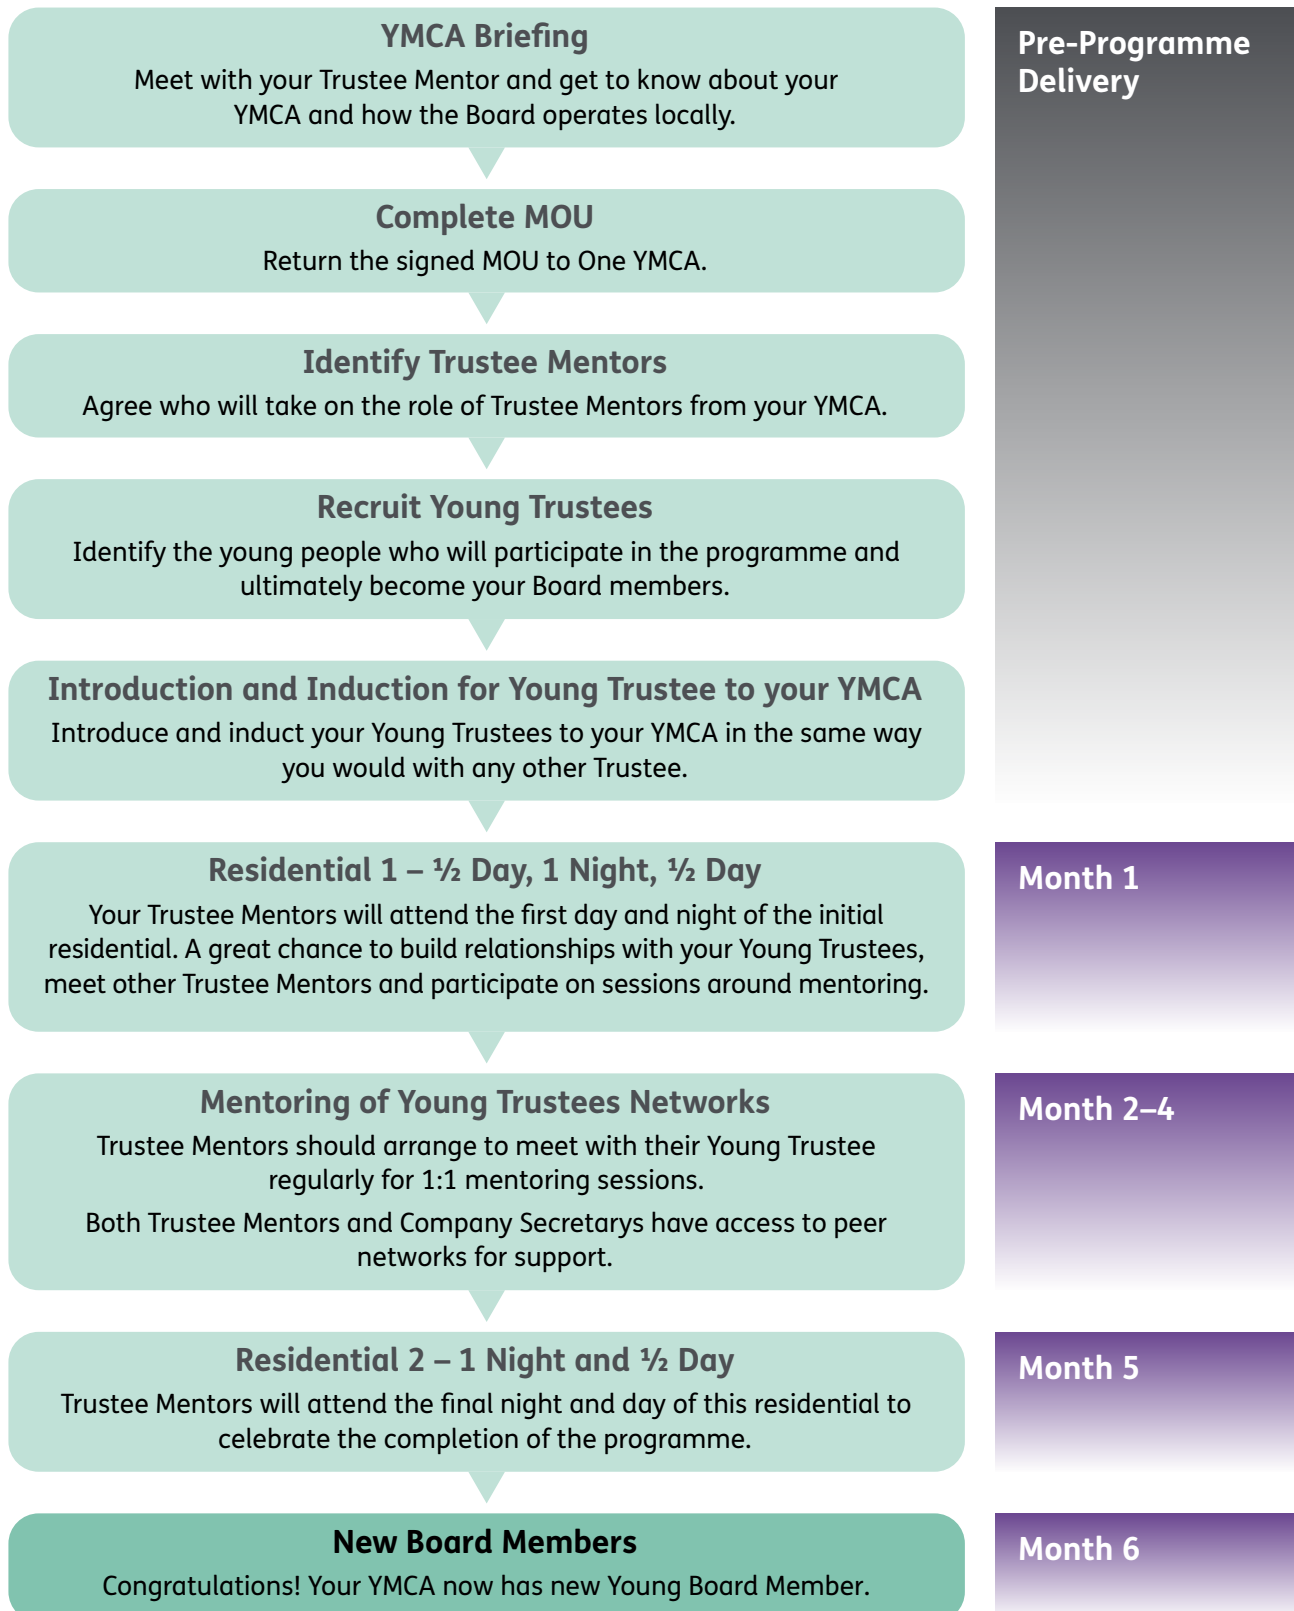 YMCA Briefing
Meet with your Trustee Mentor and get to know about your
YMCA and how the Board operates locally.
Pre-Programme
Delivery
Complete MOU
Return the signed MOU to One YMCA.
Identify Trustee Mentors
Agree who will take on the role of Trustee Mentors from your YMCA.
Recruit Young Trustees
Identify the young people who will participate in the programme and
ultimately become your Board members.
Introduction and Induction for Young Trustee to your YMCA
Introduce and induct your Young Trustees to your YMCA in the same way
you would with any other Trustee.
Residential 1 – ½ Day, 1 Night, ½ Day
Your Trustee Mentors will attend the first day and night of the initial
residential. A great chance to build relationships with your Young Trustees,
meet other Trustee Mentors and participate on sessions around mentoring.
Month 1
Mentoring of Young Trustees Networks
Trustee Mentors should arrange to meet with their Young Trustee
regularly for 1:1 mentoring sessions.
Both Trustee Mentors and Company Secretarys have access to peer
networks for support.
Month 2–4
Residential 2 – 1 Night and ½ Day
Trustee Mentors will attend the final night and day of this residential to
celebrate the completion of the programme.
Month 5
New Board Members
Congratulations! Your YMCA now has new Young Board Member.
Month 6